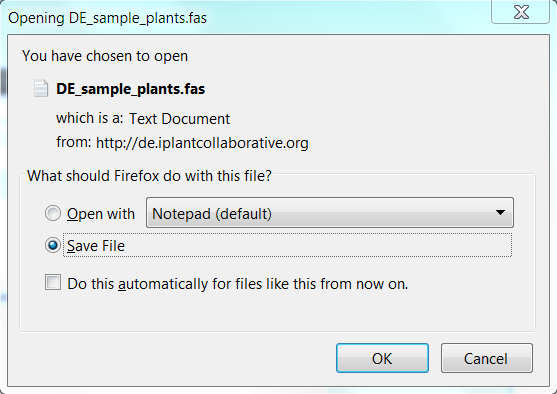 Opening DE_sample_plants.fas
You have chosen to open
DE_sample_plants.fas
which is a: Text Document
from: http://de.iplantcollaborative.org
What should Firefox do with this file?
Open with Notepad (default)
Save File
Do this automatically for files like this from now on.
OK Cancel